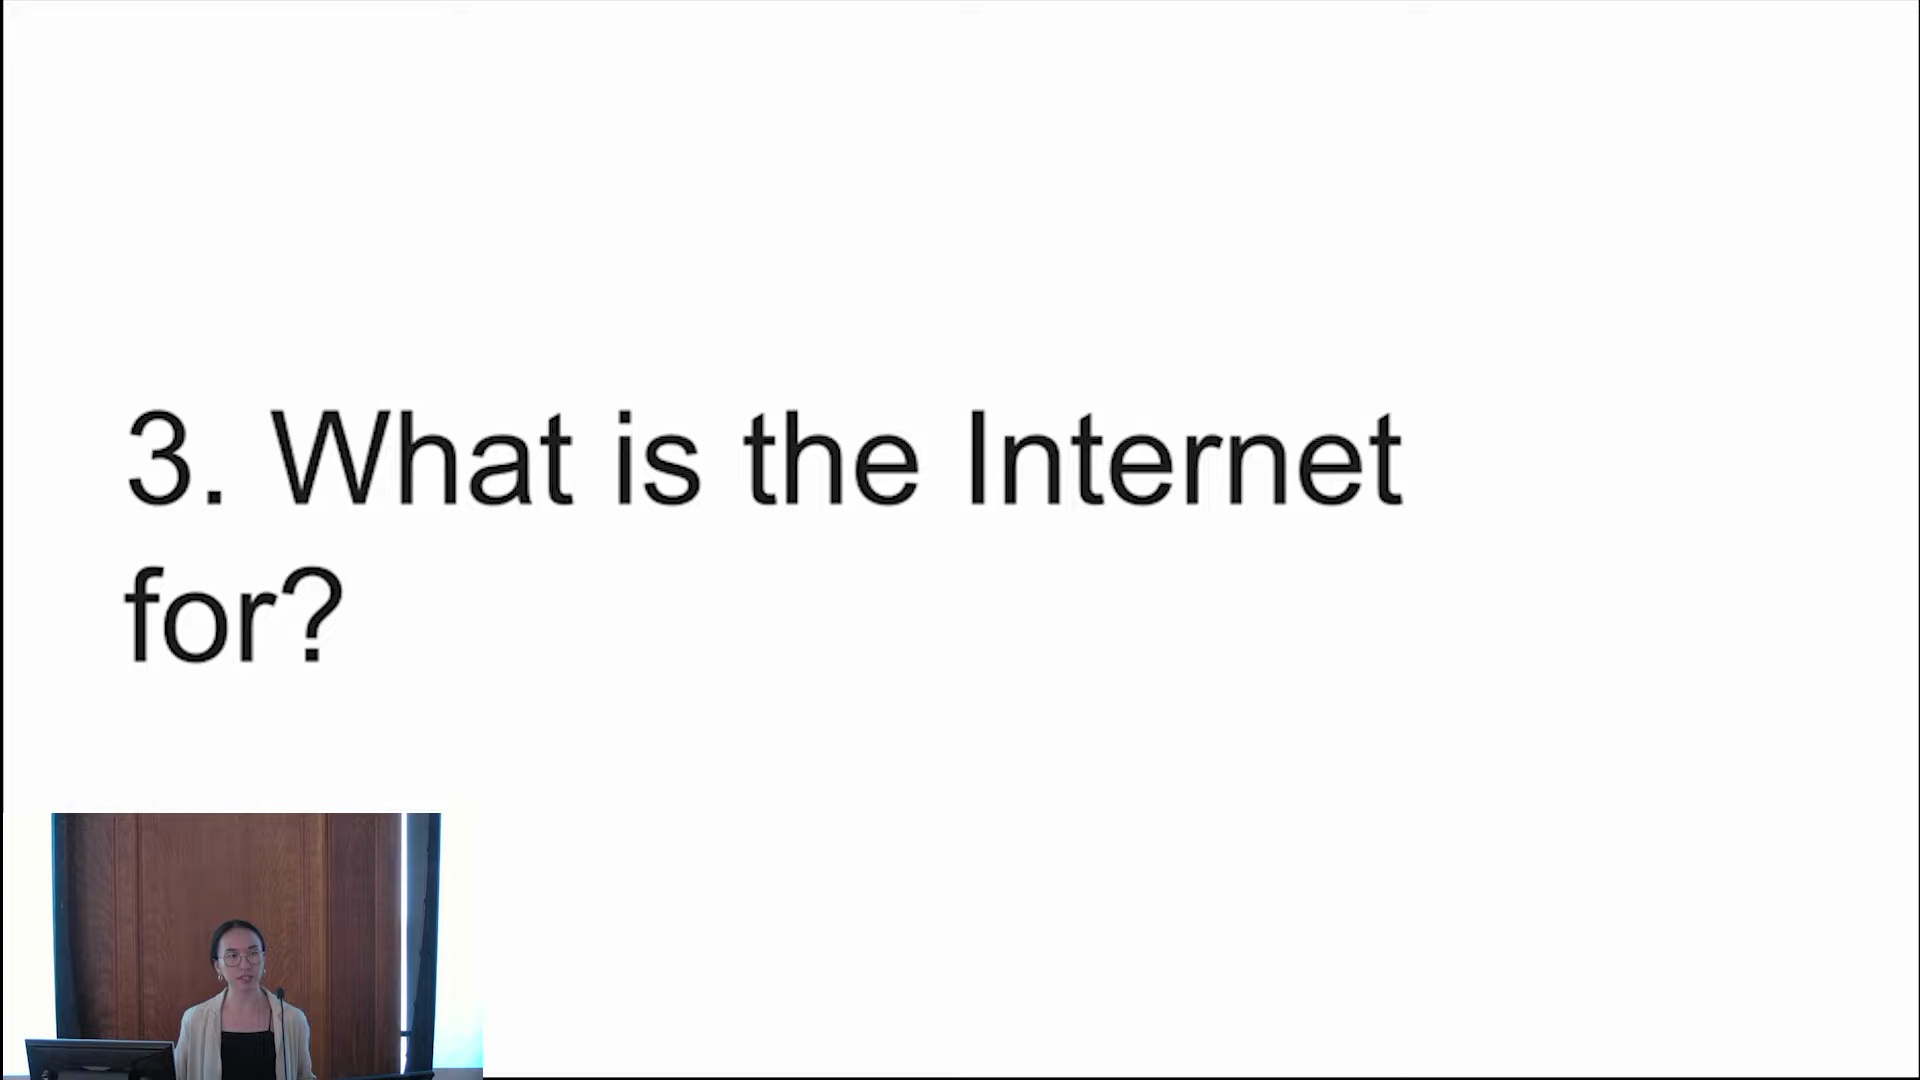 3. What is the Internet
for?